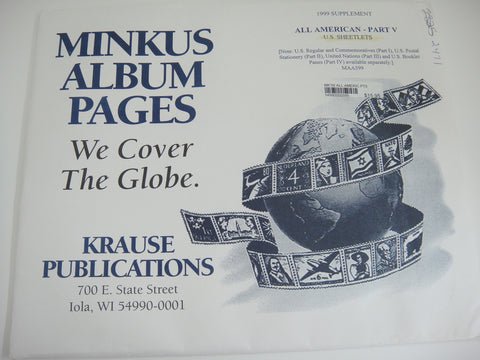 MINKUS
ALBUM
PAGES
We Cover
The Globe.
KRAUSE
PUBLICATIONS
700 E. State Street
Iola, WI 54990-0001
1999 SUPPLEMENT
ALL AMERICAN - PART V
U.S. SHEETLETS
[Note: U.S. Regular and Commemoratives (Part I), U.S. Postal
Stationery (Part II), United Nations (Part III) and U.S. Booklet
Panes (Part IV) available separately.]
MAA599
4
CENTS